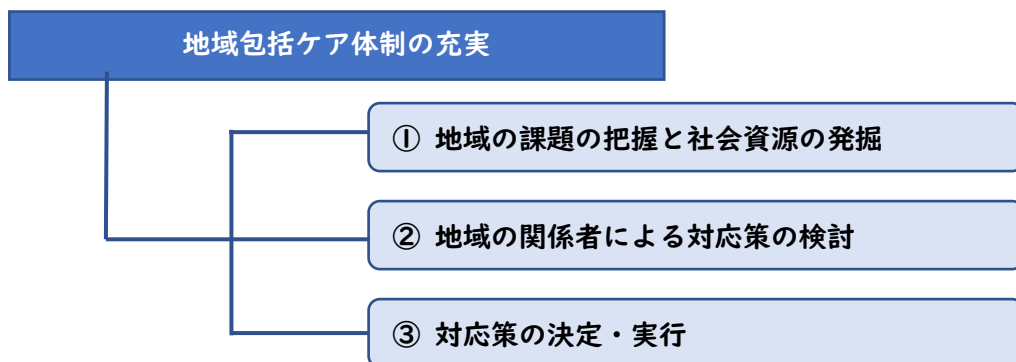 地域包括ケア体制の充実
① 地域の課題の把握と社会資源の発掘
② 地域の関係者による対応策の検討
③ 対応策の決定・実行